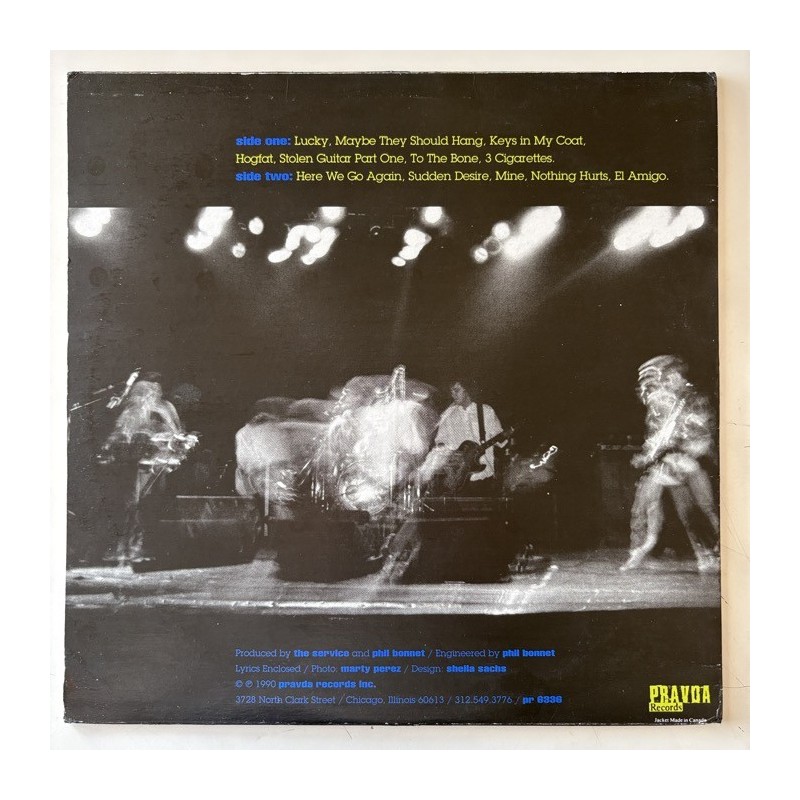 side one: Lucky, Maybe They Should Hang, Keys in My Coat,
Hogfat, Stolen Guitar Part One, To The Bone, 3 Cigarettes.
side two: Here We Go Again, Sudden Desire, Mine, Nothing Hurts, El Amigo.
Produced by the service and phil bonnet / Engineered by phil bonnet
Lyrics Enclosed / Photo: marty perez / Design: sheila sachs
© ℗ 1990 pravda records inc.
3728 North Clark Street / Chicago, Illinois 60613 / 312.549.3776 / pr 6336
PRAVDA
Records
Jacket Made in Canada